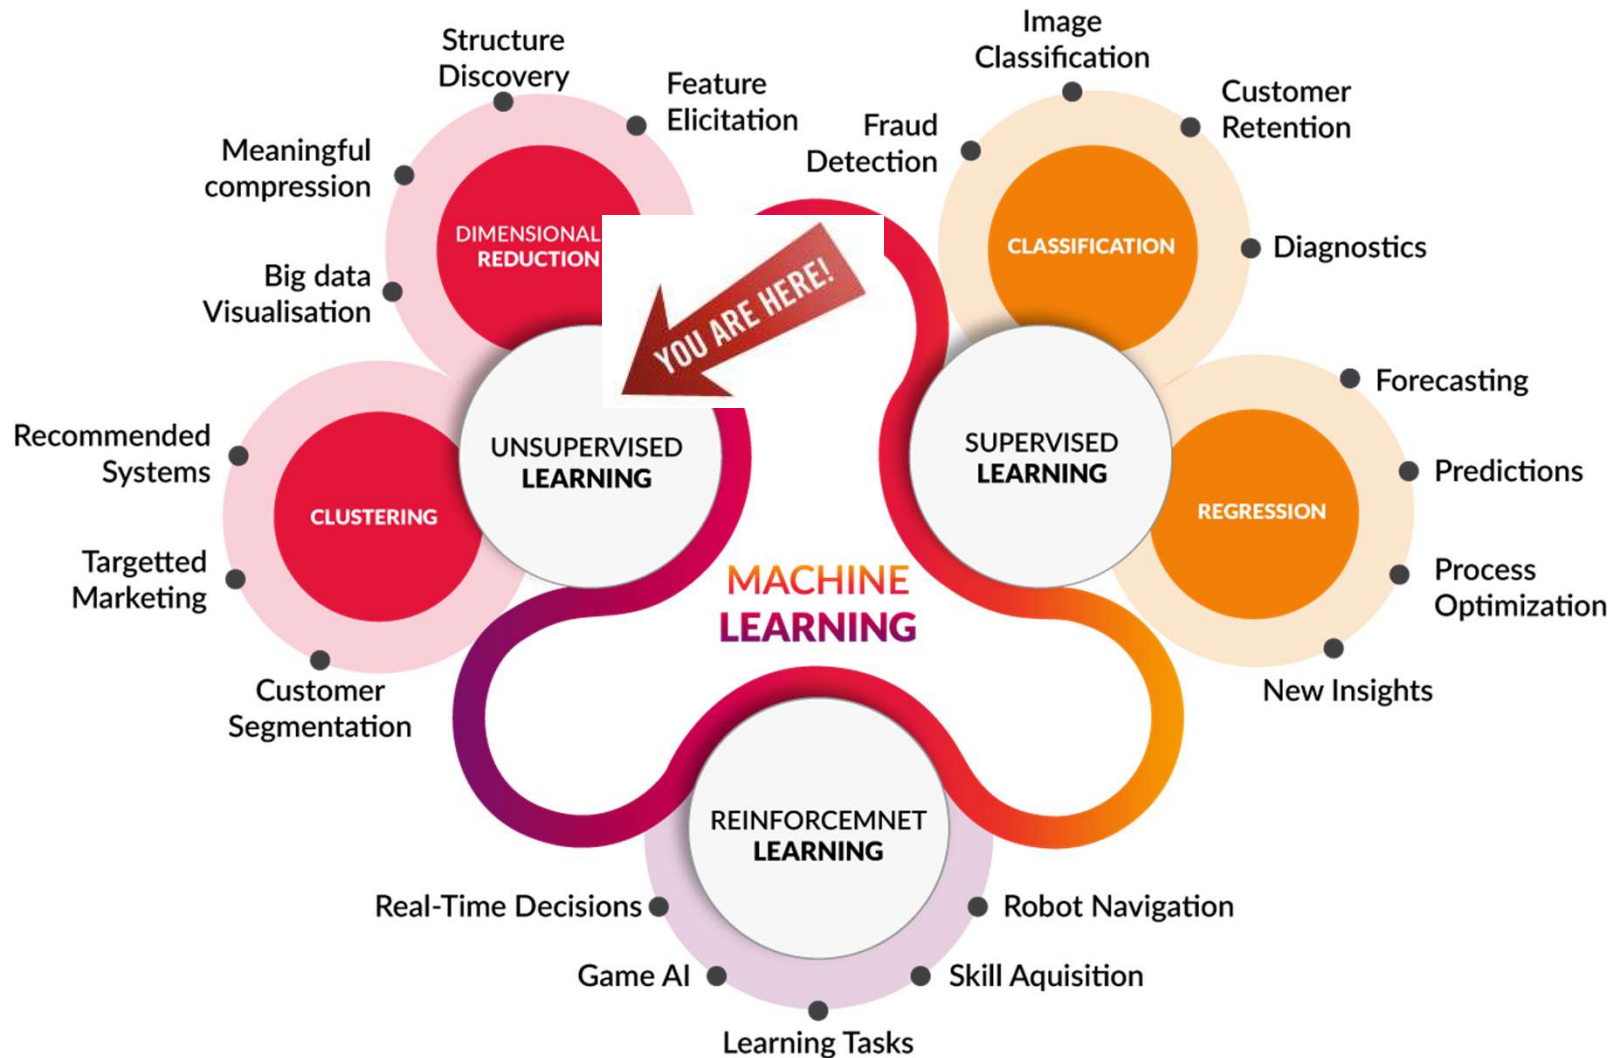 Structure
Discovery
Feature
Elicitation
Meaningful
compression
Big data
Visualisation
DIMENSIONAL
REDUCTION
Recommended
Systems
Targetted
Marketing
Customer
Segmentation
CLUSTERING
UNSUPERVISED
LEARNING
YOU ARE HERE!
Image
Classification
Customer
Retention
Fraud
Detection
Diagnostics
CLASSIFICATION
SUPERVISED
LEARNING
Forecasting
Predictions
Process
Optimization
New Insights
REGRESSION
MACHINE
LEARNING
REINFORCEMNET
LEARNING
Real-Time Decisions
Robot Navigation
Game AI
Skill Aquisition
Learning Tasks